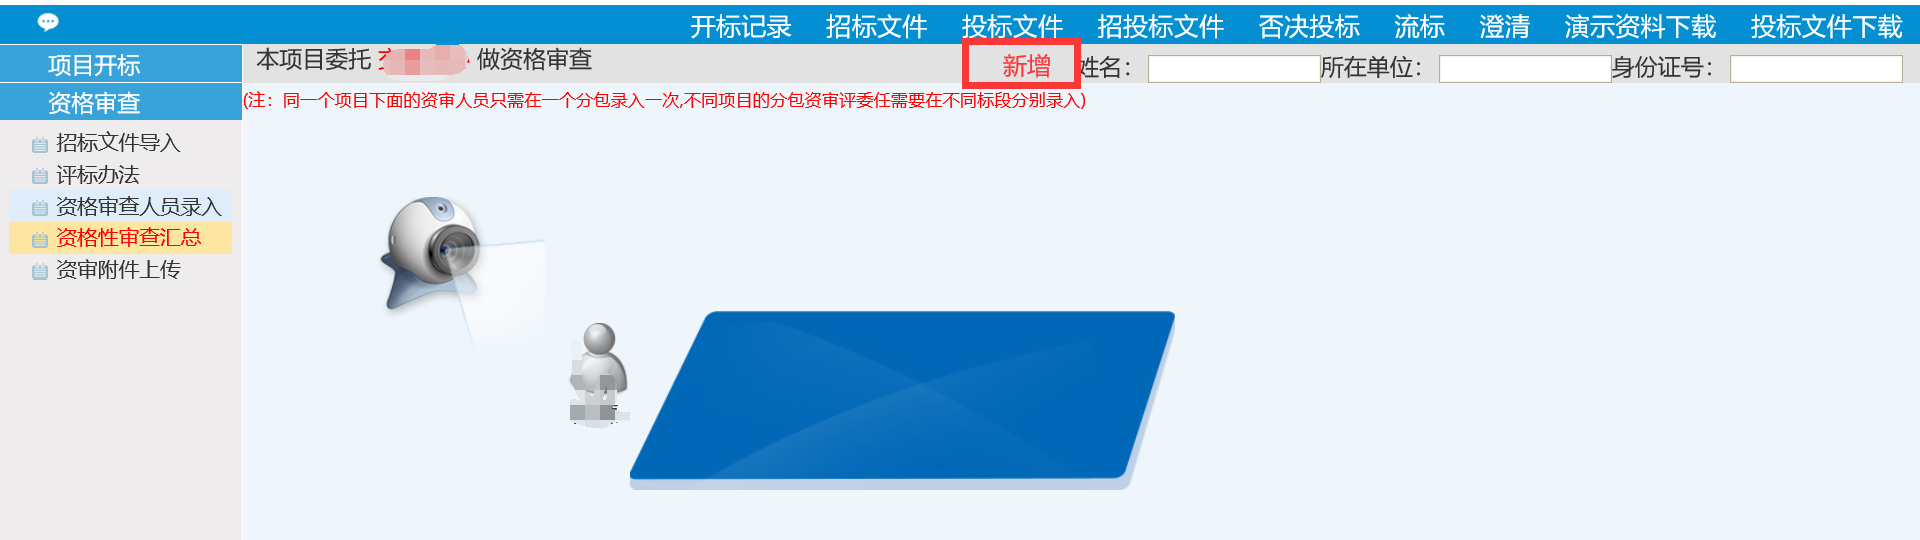 开标记录 招标文件 投标文件 招投标文件 否决投标 流标 澄清 演示资料下载 投标文件下载
项目开标
本项目委托 做资格审查 新增 姓名： 所在单位： 身份证号：
资格审查
(注：同一个项目下面的资审人员只需在一个分包录入一次,不同项目的分包资审评委任需要在不同标段分别录入)
招标文件导入
评标办法
资格审查人员录入
资格性审查汇总
资审附件上传